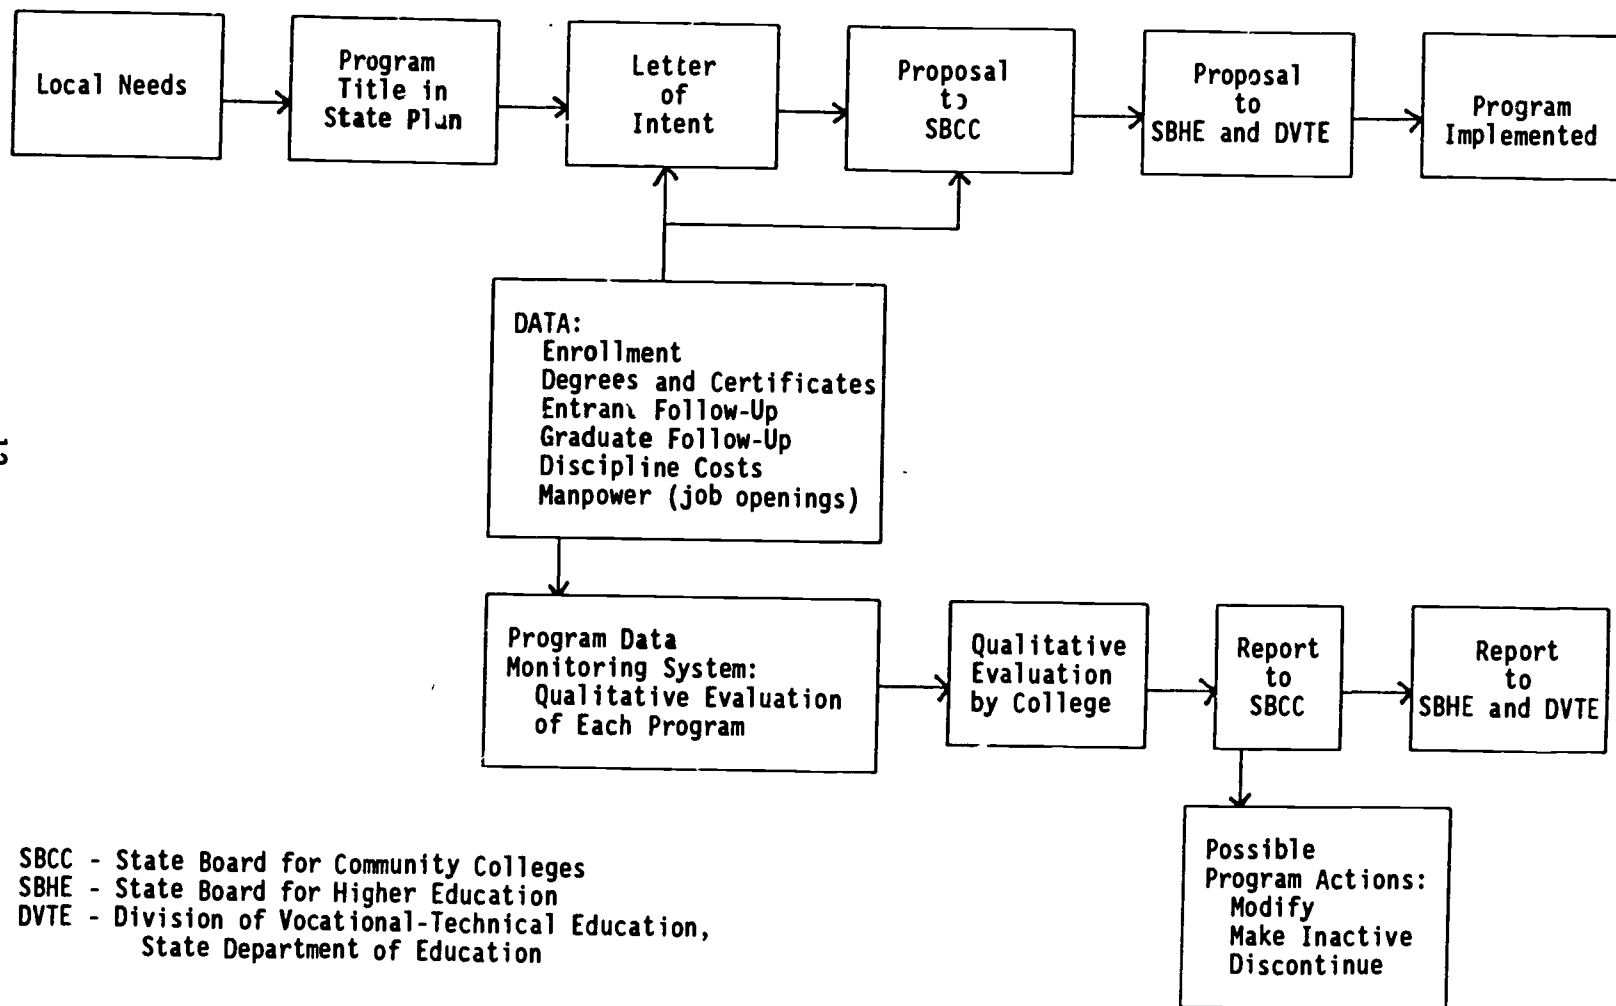 Local Needs
Program
Title in
State Plan
Letter
of
Intent
Proposal
to
SBCC
Proposal
to
SBHE and DVTE
Program
Implemented
DATA:
Enrollment
Degrees and Certificates
Entrant Follow-Up
Graduate Follow-Up
Discipline Costs
Manpower (job openings)
12
Program Data
Monitoring System:
Qualitative Evaluation
of Each Program
Qualitative
Evaluation
by College
Report
to
SBCC
Report
to
SBHE and DVTE
Possible
Program Actions:
Modify
Make Inactive
Discontinue
SBCC - State Board for Community Colleges
SBHE - State Board for Higher Education
DVTE - Division of Vocational-Technical Education,
State Department of Education